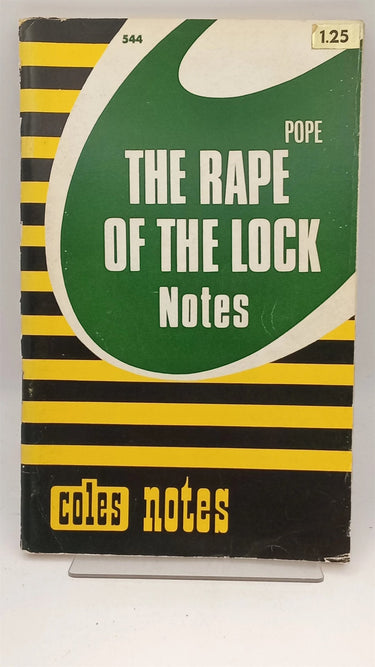 544
1.25
POPE
THE RAPE
OF THE LOCK
Notes
coles notes